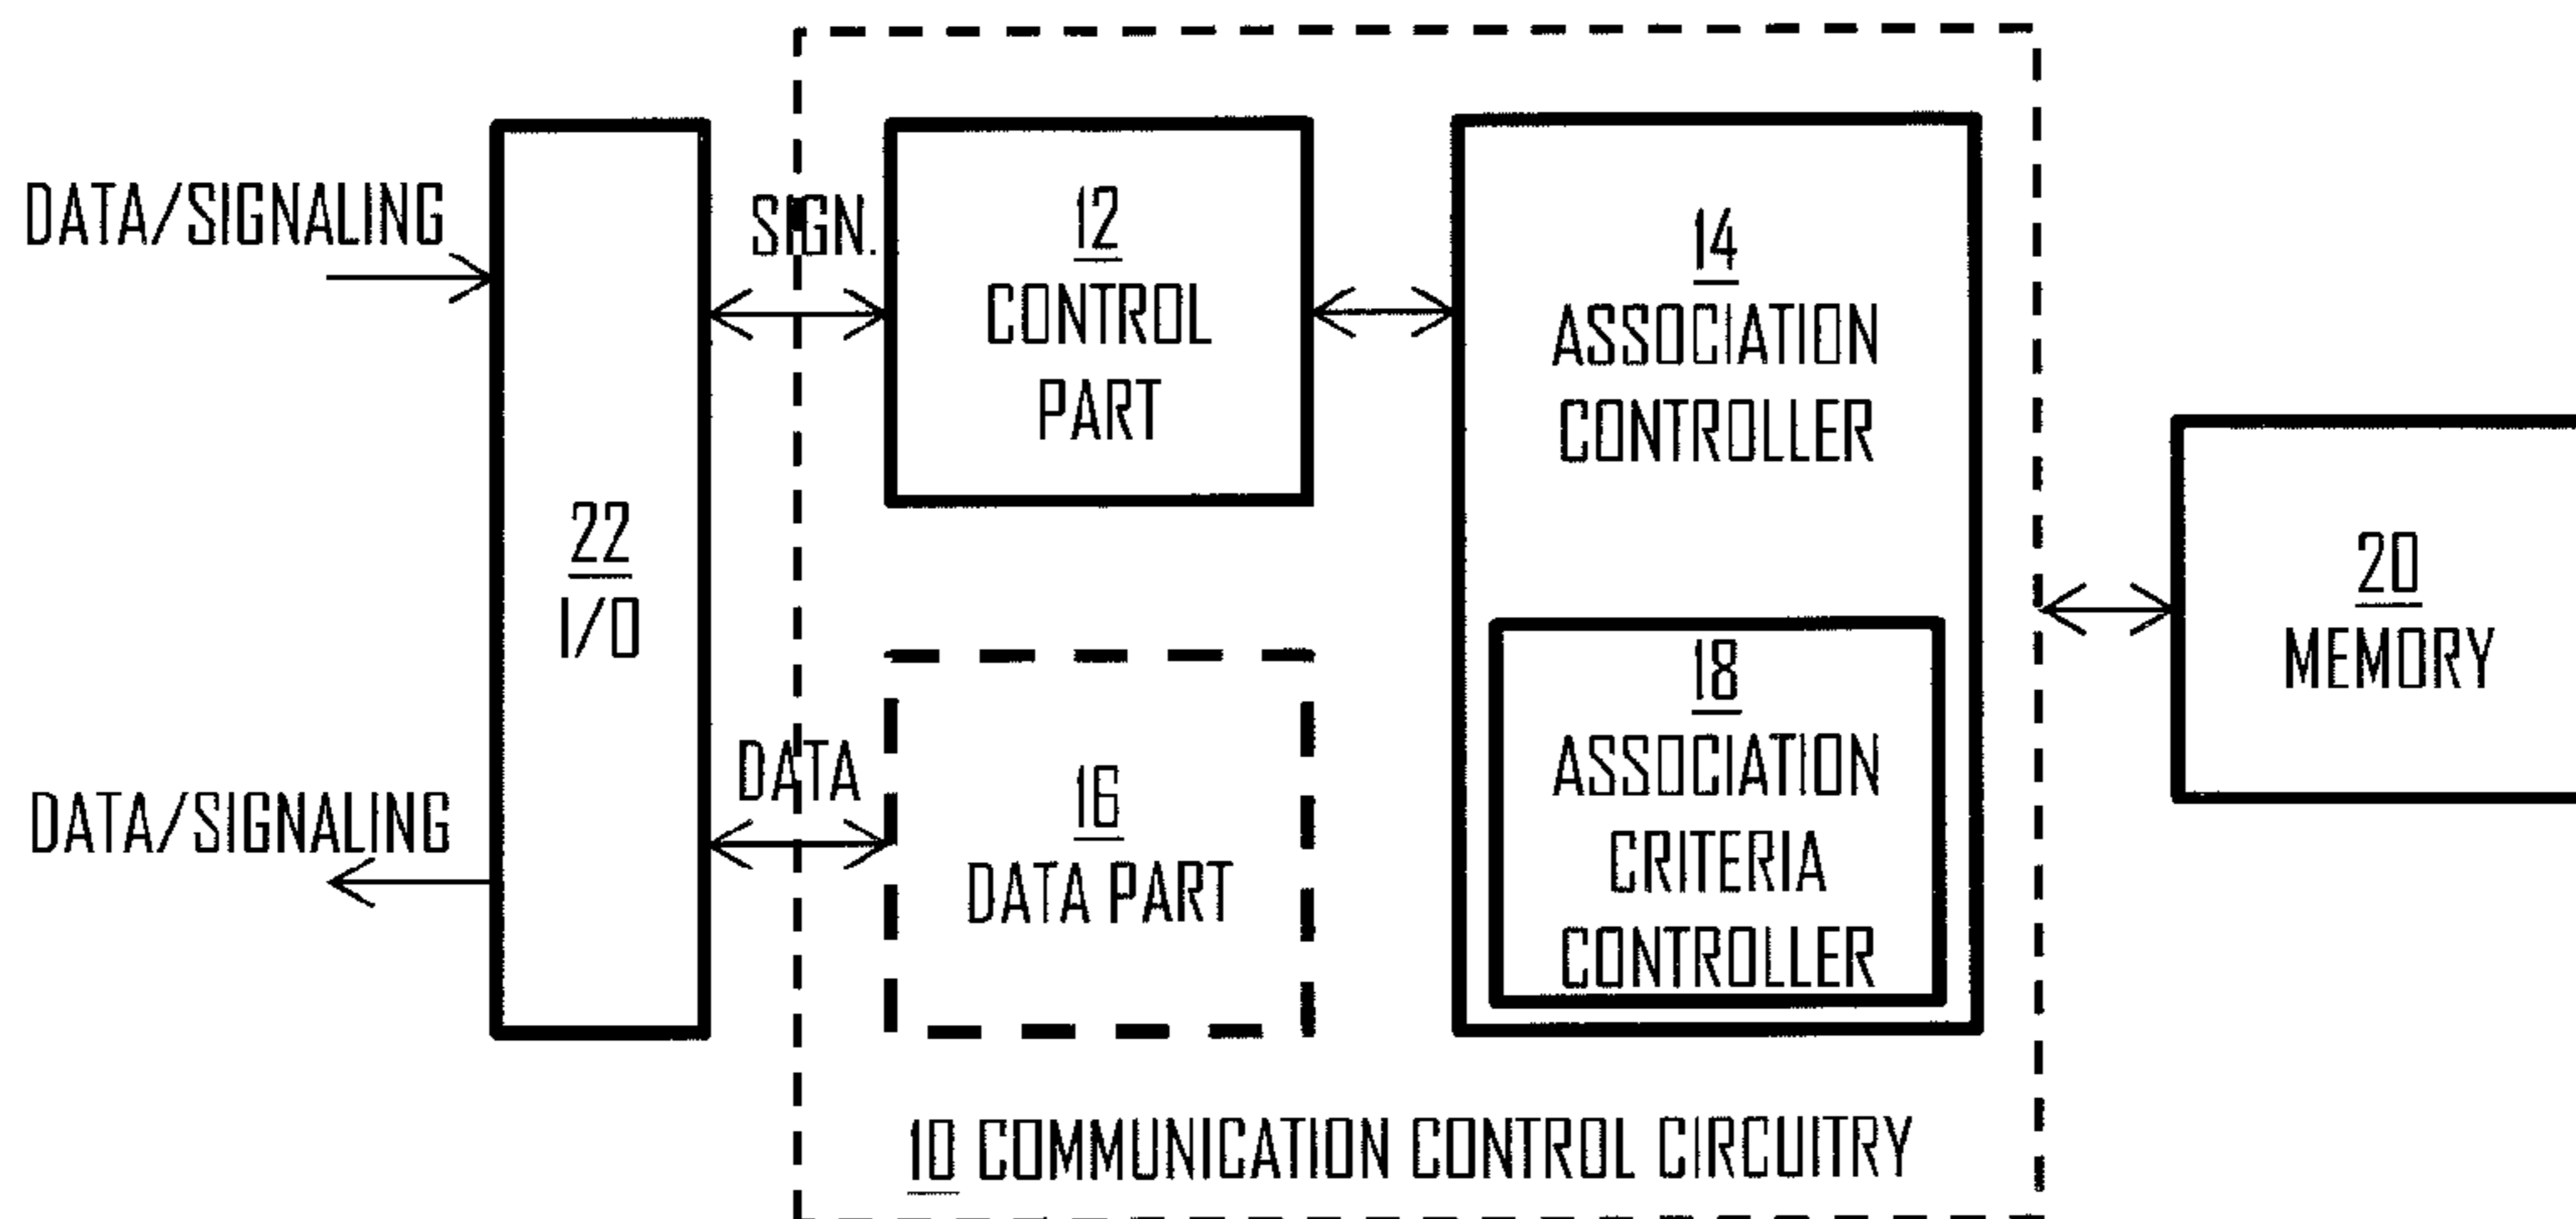 DATA/SIGNALING
SIGN.
12
CONTROL
PART
14
ASSOCIATION
CONTROLLER
22
I/O
20
MEMORY
18
ASSOCIATION
CRITERIA
CONTROLLER
DATA
16
DATA PART
DATA/SIGNALING
10 COMMUNICATION CONTROL CIRCUITRY